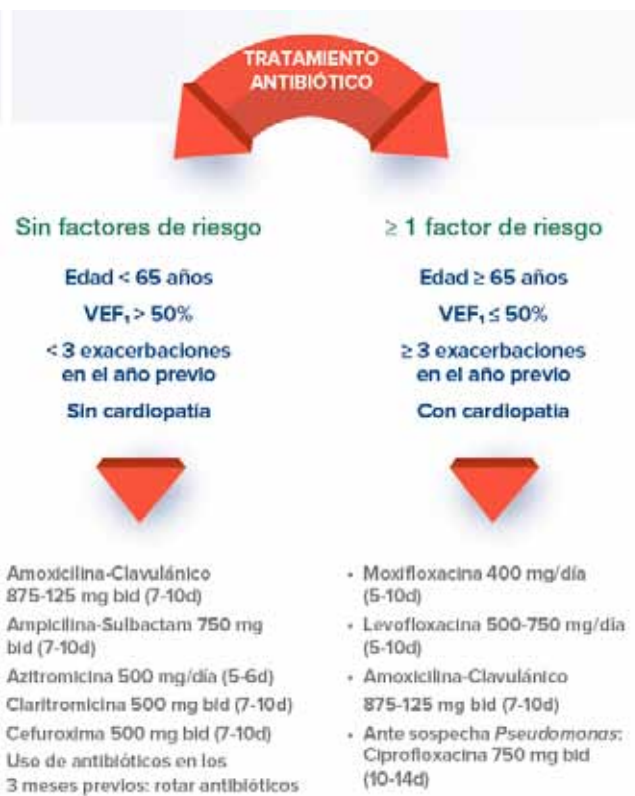 TRATAMIENTO
ANTIBIÓTICO
Sin factores de riesgo
Edad < 65 años
VEF₁ > 50%
< 3 exacerbaciones
en el año previo
Sin cardiopatía
Amoxicilina-Clavulánico
875-125 mg bid (7-10d)
Ampicilina-Sulbactam 750 mg
bid (7-10d)
Azitromicina 500 mg/día (5-6d)
Claritromicina 500 mg bid (7-10d)
Cefuroxima 500 mg bid (7-10d)
Uso de antibióticos en los
3 meses previos: rotar antibióticos
≥ 1 factor de riesgo
Edad ≥ 65 años
VEF₁ ≤ 50%
≥ 3 exacerbaciones
en el año previo
Con cardiopatía
• Moxifloxacina 400 mg/día
(5-10d)
• Levofloxacina 500-750 mg/día
(5-10d)
• Amoxicilina-Clavulánico
875-125 mg bid (7-10d)
• Ante sospecha Pseudomonas:
Ciprofloxacina 750 mg bid
(10-14d)